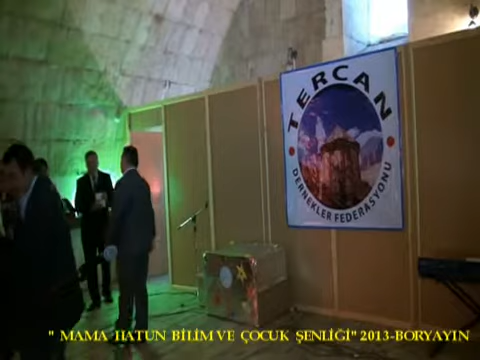 TERCAN
DERNEKLER FEDERASYONU
" MAMA HATUN BİLİM VE ÇOCUK ŞENLİĞİ" 2013-BORYAYIN